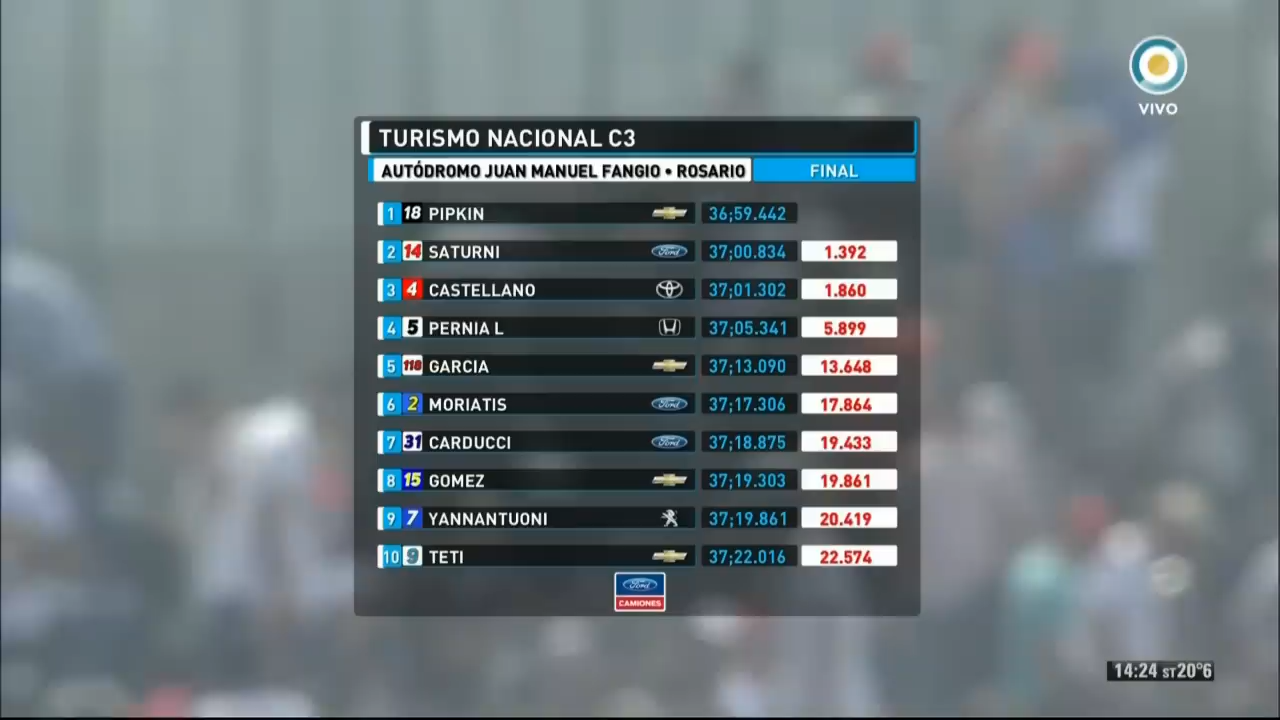 VIVO
TURISMO NACIONAL C3
AUTÓDROMO JUAN MANUEL FANGIO • ROSARIO FINAL
1 18 PIPKIN 36;59.442
2 14 SATURNI Ford 37;00.834 1.392
3 4 CASTELLANO 37;01.302 1.860
4 5 PERNIA L 37;05.341 5.899
5 118 GARCIA 37;13.090 13.648
6 2 MORIATIS Ford 37;17.306 17.864
7 31 CARDUCCI Ford 37;18.875 19.433
8 15 GOMEZ 37;19.303 19.861
9 7 YANNANTUONI 37;19.861 20.419
10 9 TETI 37;22.016 22.574
Ford
CAMIONES
14:24 ST20°6